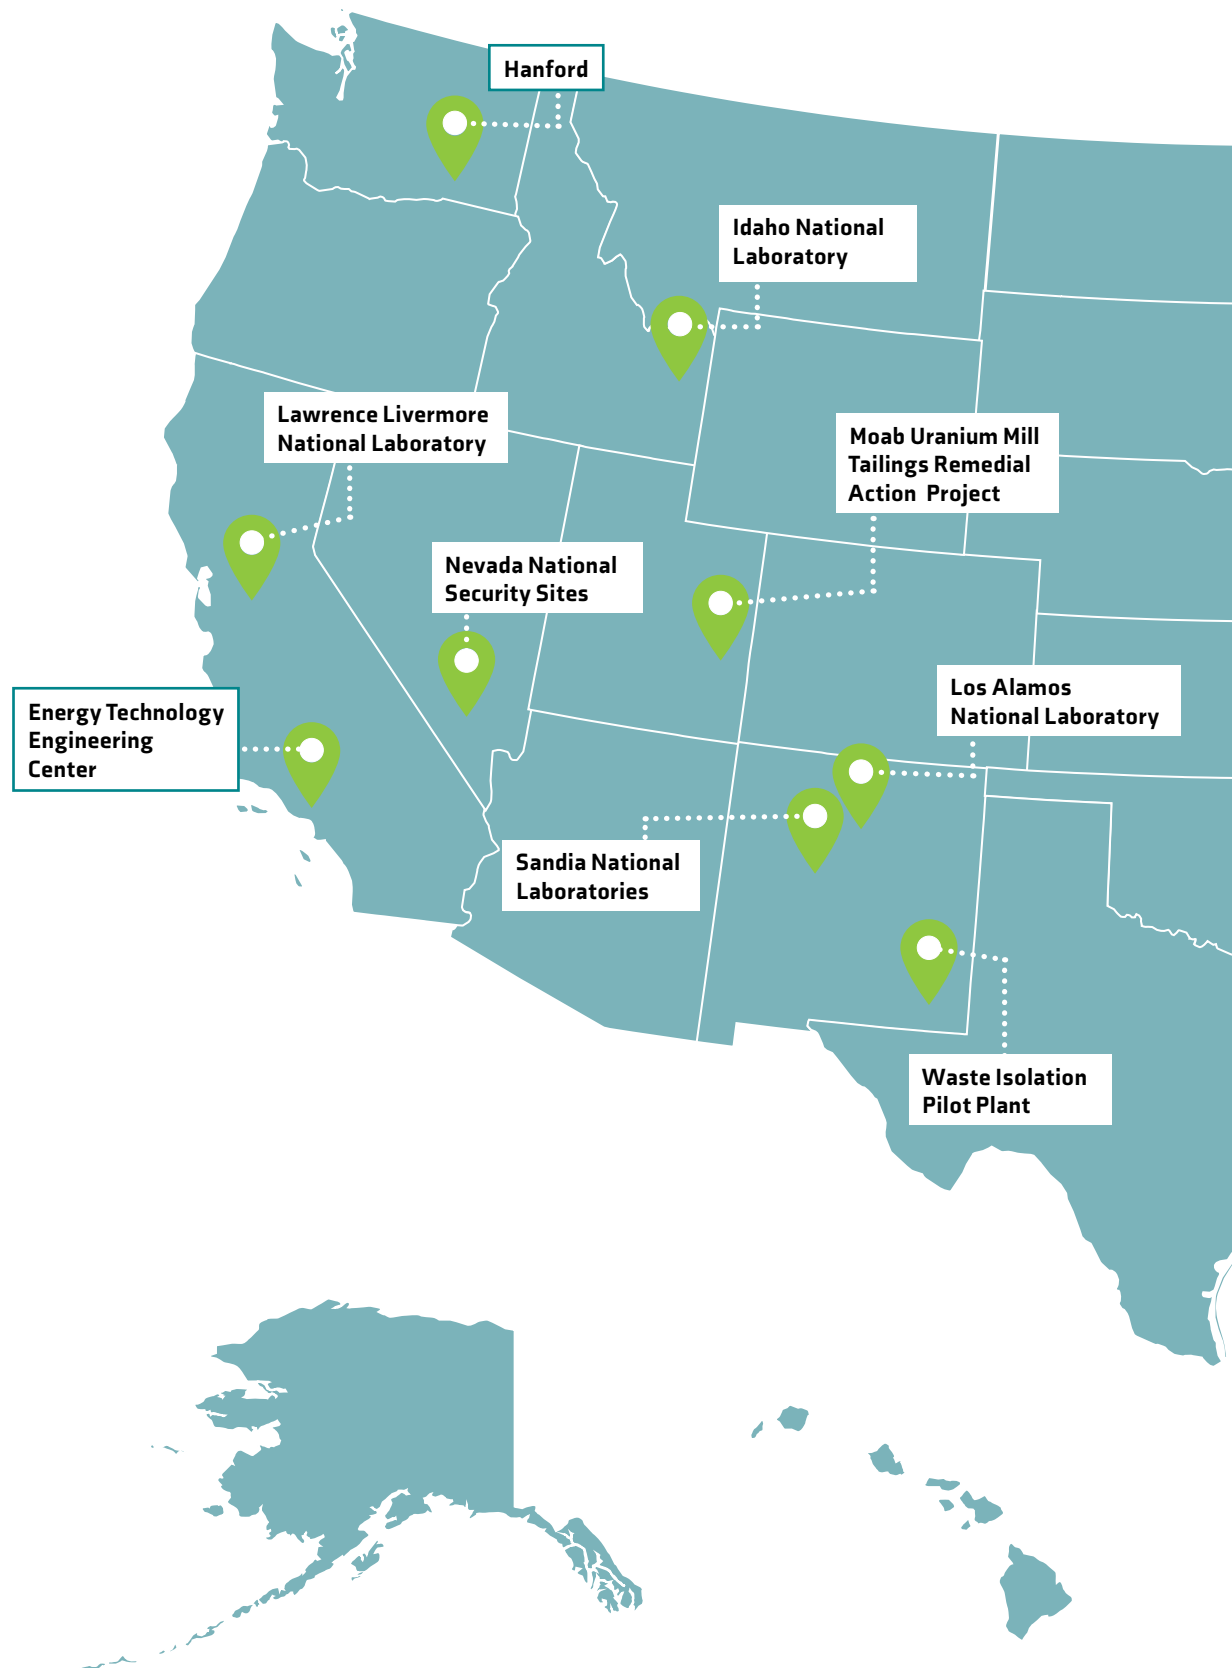 Hanford
Idaho National
Laboratory
Lawrence Livermore
National Laboratory
Moab Uranium Mill
Tailings Remedial
Action Project
Nevada National
Security Sites
Los Alamos
National Laboratory
Energy Technology
Engineering
Center
Sandia National
Laboratories
Waste Isolation
Pilot Plant